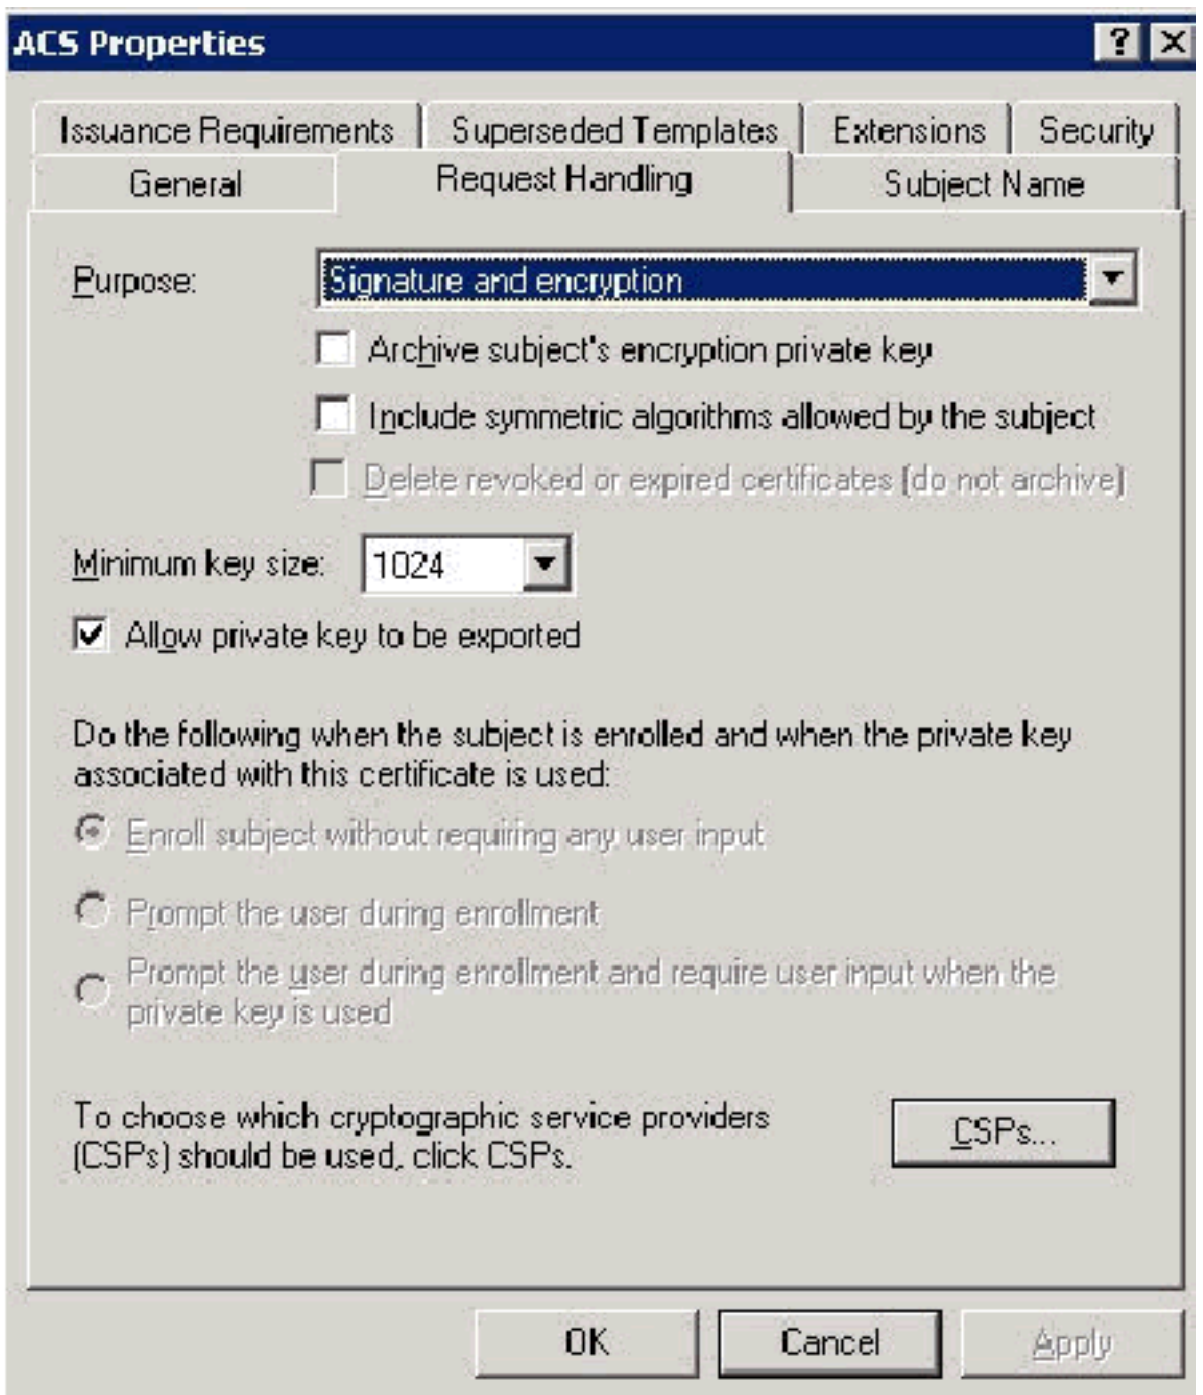 ACS Properties
Issuance Requirements
Superseded Templates
Extensions
Security
General
Request Handling
Subject Name
Purpose:
Signature and encryption
Archive subject's encryption private key
Include symmetric algorithms allowed by the subject
Delete revoked or expired certificates (do not archive)
Minimum key size:
1024
Allow private key to be exported
Do the following when the subject is enrolled and when the private key
associated with this certificate is used:
Enroll subject without requiring any user input
Prompt the user during enrollment
Prompt the user during enrollment and require user input when the
private key is used
To choose which cryptographic service providers
(CSPs) should be used, click CSPs.
CSPs...
OK
Cancel
Apply